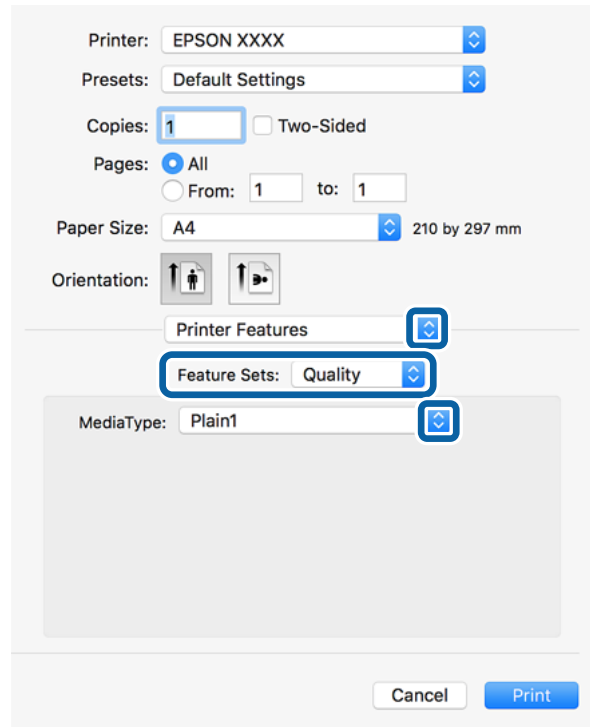 Printer: EPSON XXXX
Presets: Default Settings
Copies: 1 Two-Sided
Pages: All
From: 1 to: 1
Paper Size: A4 210 by 297 mm
Orientation:
Printer Features
Feature Sets: Quality
MediaType: Plain1
Cancel Print